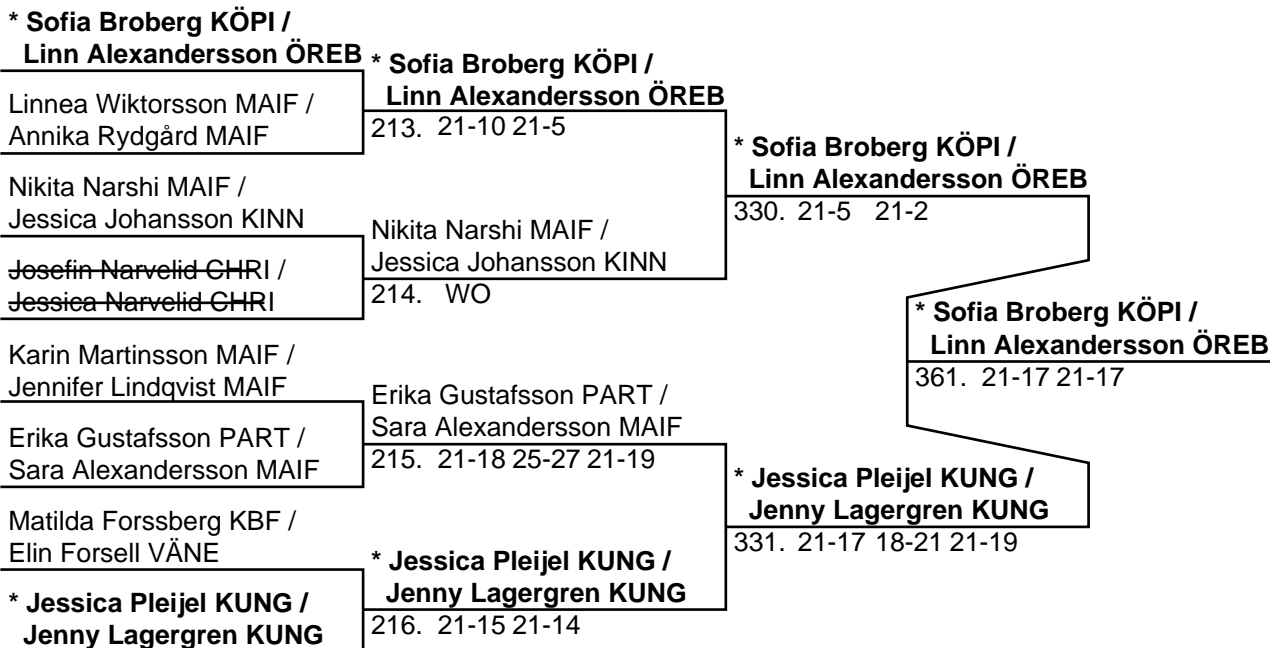 * Sofia Broberg KÖPI /
Linn Alexandersson ÖREB
Linnea Wiktorsson MAIF /
Annika Rydgård MAIF
Nikita Narshi MAIF /
Jessica Johansson KINN
Josefin Narvelid CHRI /
Jessica Narvelid CHRI
Karin Martinsson MAIF /
Jennifer Lindqvist MAIF
Erika Gustafsson PART /
Sara Alexandersson MAIF
Matilda Forssberg KBF /
Elin Forsell VÄNE
* Jessica Pleijel KUNG /
Jenny Lagergren KUNG
* Sofia Broberg KÖPI /
Linn Alexandersson ÖREB
213. 21-10 21-5
Nikita Narshi MAIF /
Jessica Johansson KINN
214. WO
Erika Gustafsson PART /
Sara Alexandersson MAIF
215. 21-18 25-27 21-19
* Jessica Pleijel KUNG /
Jenny Lagergren KUNG
216. 21-15 21-14
* Sofia Broberg KÖPI /
Linn Alexandersson ÖREB
330. 21-5 21-2
* Jessica Pleijel KUNG /
Jenny Lagergren KUNG
331. 21-17 18-21 21-19
* Sofia Broberg KÖPI /
Linn Alexandersson ÖREB
361. 21-17 21-17